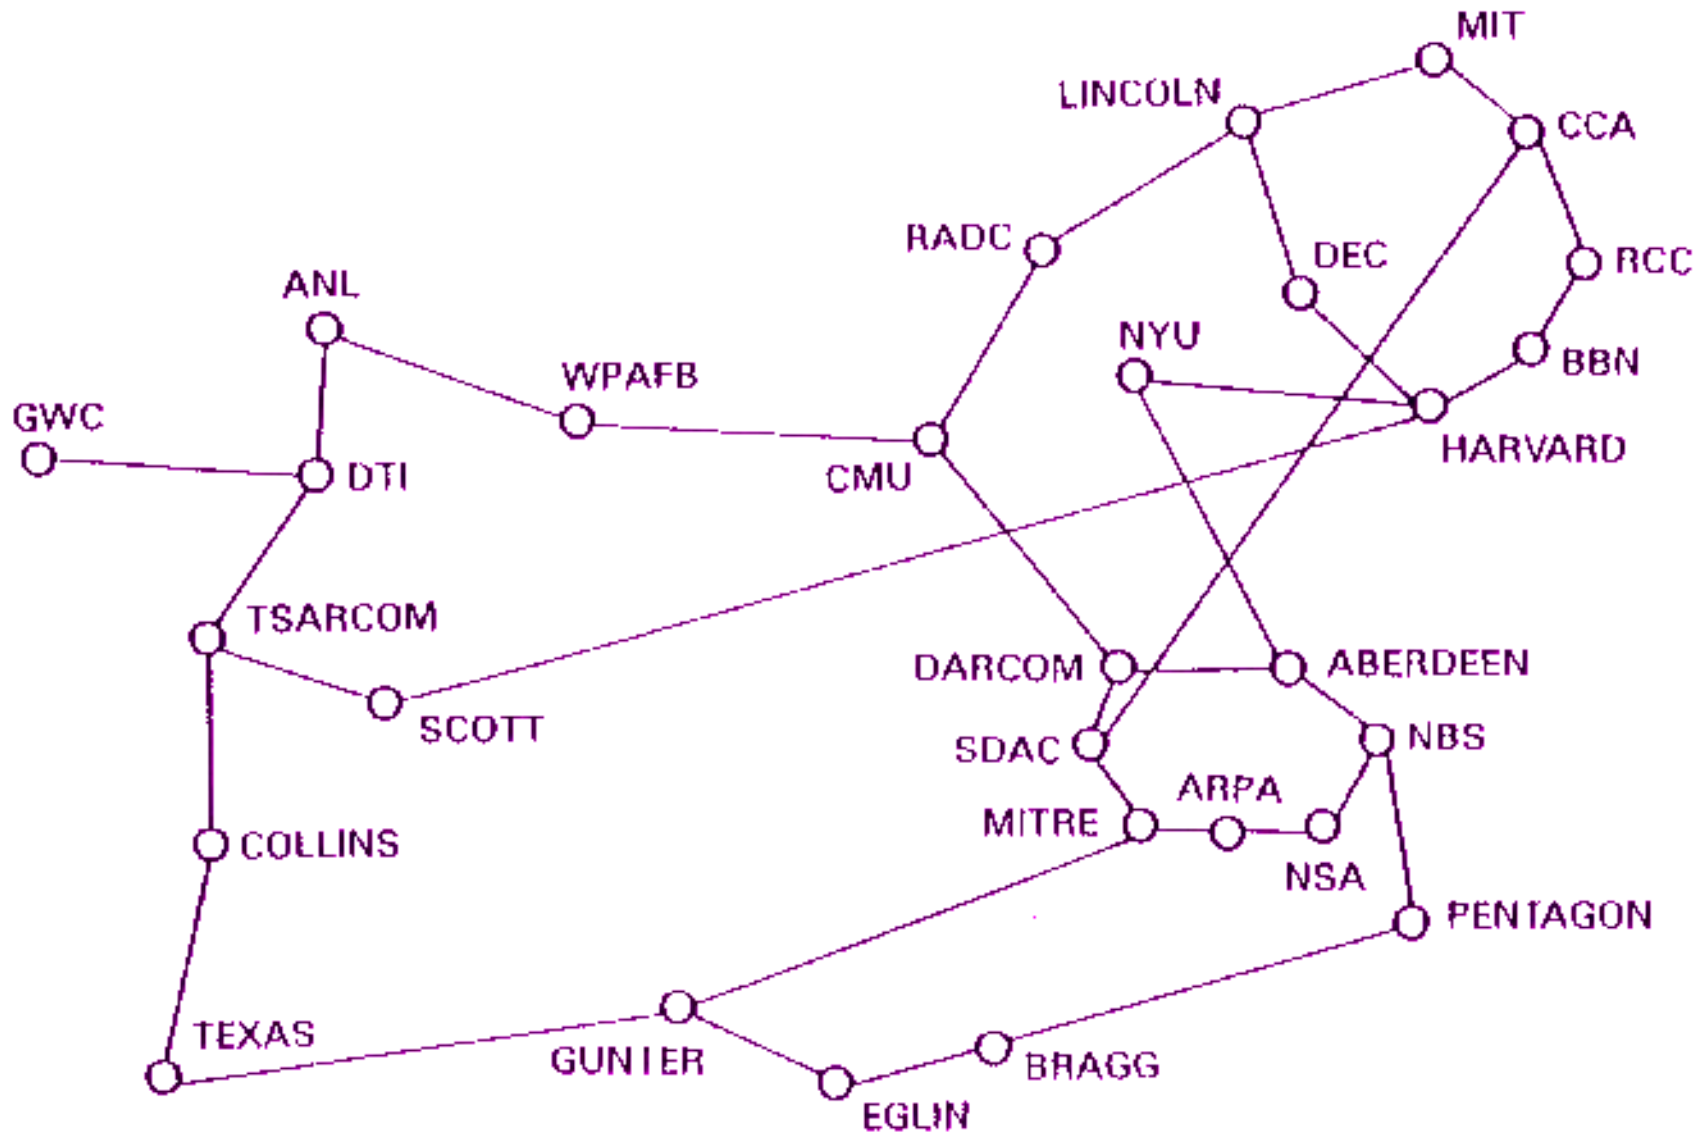 MIT
LINCOLN
CCA
RADC
DEC
RCC
ANL
NYU
BBN
WPAFB
GWC
HARVARD
DTI
CMU
TSARCOM
DARCOM
ABERDEEN
SCOTT
SDAC
NBS
ARPA
MITRE
COLLINS
NSA
PENTAGON
TEXAS
GUNTER
BRAGG
EGLIN